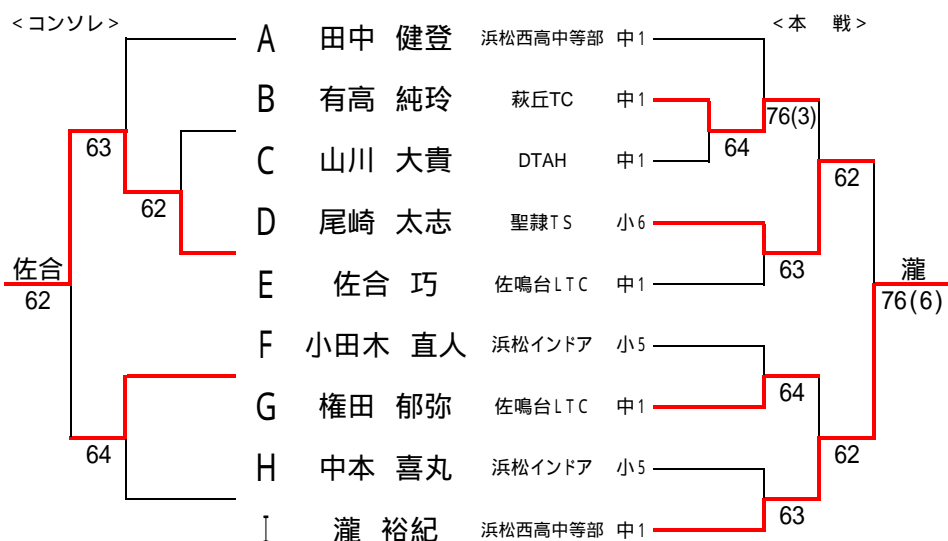 <コンソレ>
<本 戦>
A 田中 健登 浜松西高中等部 中1
B 有高 純玲 萩丘TC 中1
76(3)
63
64
C 山川 大貴 DTAH 中1
62
62
D 尾崎 太志 聖隷TS 小6
佐合
63
瀧
E 佐合 巧 佐鳴台LTC 中1
62
76(6)
F 小田木 直人 浜松インドア 小5
64
G 権田 郁弥 佐鳴台LTC 中1
64
62
H 中本 喜丸 浜松インドア 小5
63
I 瀧 裕紀 浜松西高中等部 中1